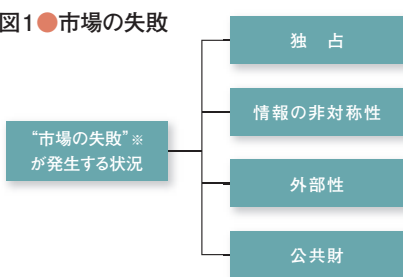 図1●市場の失敗
独 占
情報の非対称性
“市場の失敗”※
が発生する状況
外部性
公共財